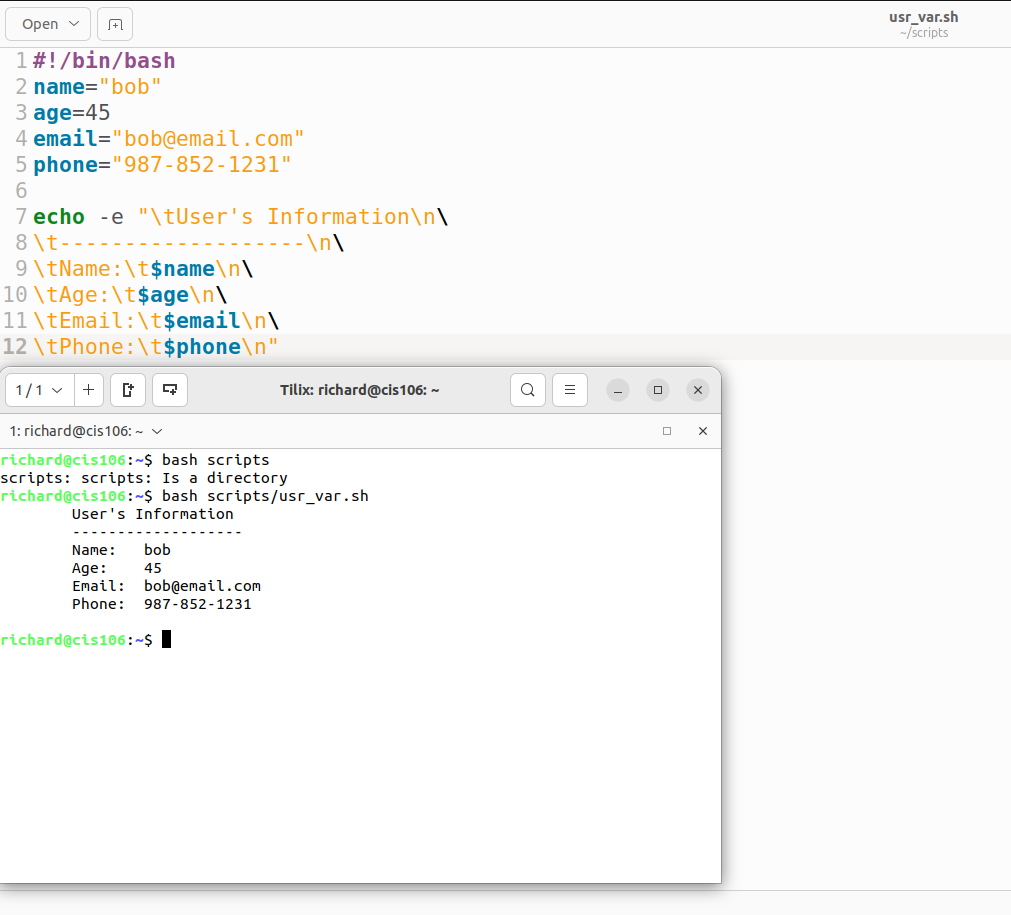 Open
usr_var.sh
~/scripts
1 #!/bin/bash
2 name="bob"
3 age=45
4 email="bob@email.com"
5 phone="987-852-1231"
6
7 echo -e "\tUser's Information\n\
8 \t-------------------\n\
9 \tName:\t$name\n\
10 \tAge:\t$age\n\
11 \tEmail:\t$email\n\
12 \tPhone:\t$phone\n"
1 / 1
Tilix: richard@cis106: ~
1: richard@cis106: ~
richard@cis106:~$ bash scripts
scripts: scripts: Is a directory
richard@cis106:~$ bash scripts/usr_var.sh
User's Information
-------------------
Name: bob
Age: 45
Email: bob@email.com
Phone: 987-852-1231
richard@cis106:~$